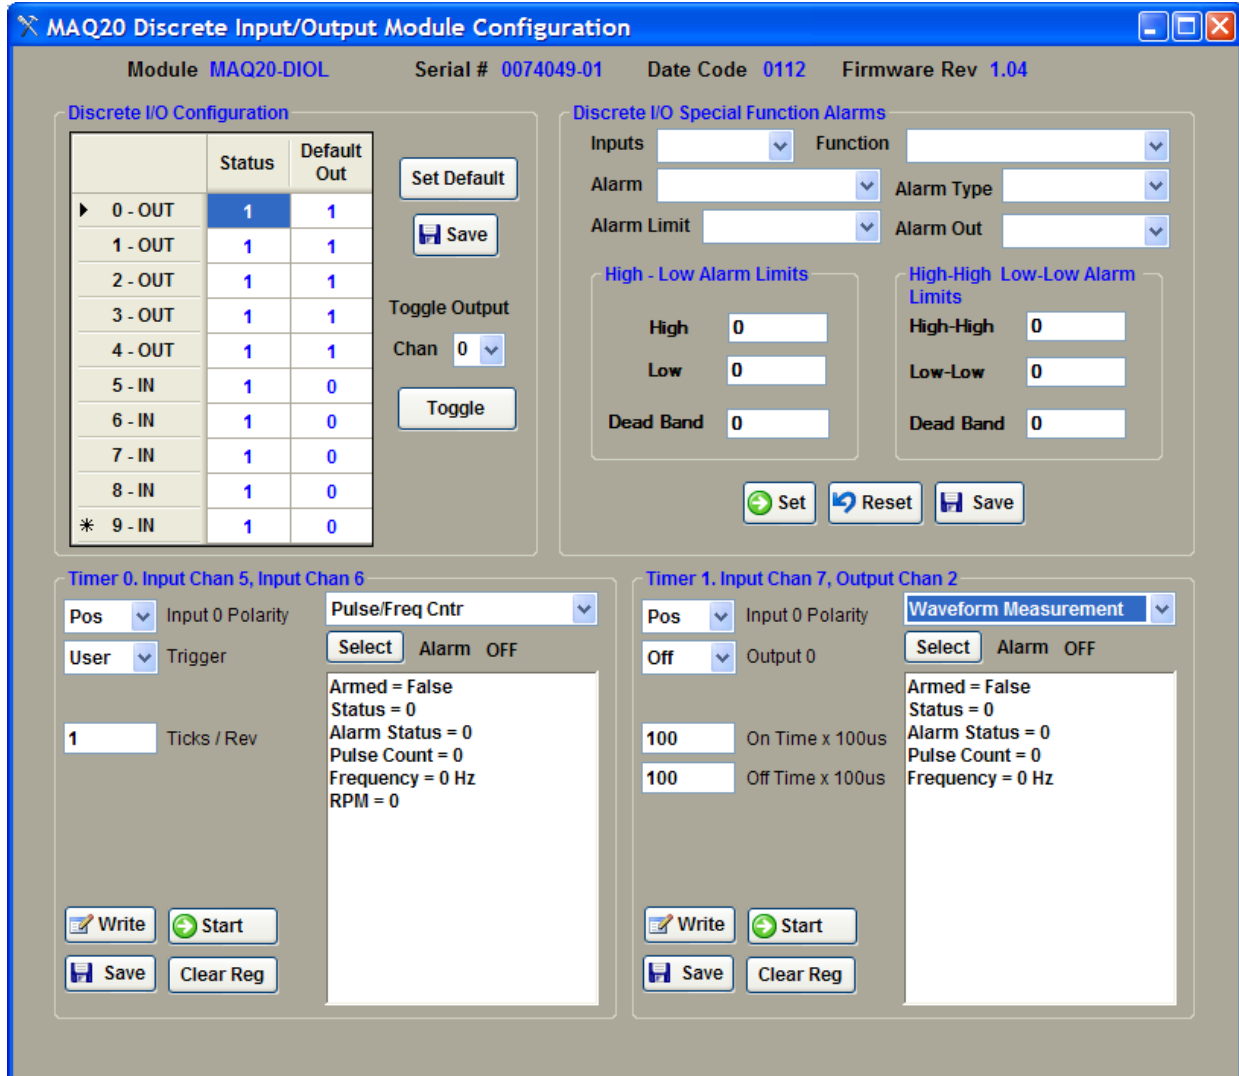 MAQ20 Discrete Input/Output Module Configuration
Module MAQ20-DIOL Serial # 0074049-01 Date Code 0112 Firmware Rev 1.04
Discrete I/O Configuration
Status Default Out
0 - OUT 1 1
1 - OUT 1 1
2 - OUT 1 1
3 - OUT 1 1
4 - OUT 1 1
5 - IN 1 0
6 - IN 1 0
7 - IN 1 0
8 - IN 1 0
9 - IN 1 0
Set Default
Save
Toggle Output
Chan 0
Toggle
Discrete I/O Special Function Alarms
Inputs Function
Alarm Alarm Type
Alarm Limit Alarm Out
High - Low Alarm Limits
High 0
Low 0
Dead Band 0
High-High Low-Low Alarm
Limits
High-High 0
Low-Low 0
Dead Band 0
Set Reset Save
Timer 0. Input Chan 5, Input Chan 6
Pos Input 0 Polarity
User Trigger
1 Ticks / Rev
Pulse/Freq Cntr
Select Alarm OFF
Armed = False
Status = 0
Alarm Status = 0
Pulse Count = 0
Frequency = 0 Hz
RPM = 0
Write Start
Save Clear Reg
Timer 1. Input Chan 7, Output Chan 2
Pos Input 0 Polarity
Off Output 0
100 On Time x 100us
100 Off Time x 100us
Waveform Measurement
Select Alarm OFF
Armed = False
Status = 0
Alarm Status = 0
Pulse Count = 0
Frequency = 0 Hz
Write Start
Save Clear Reg